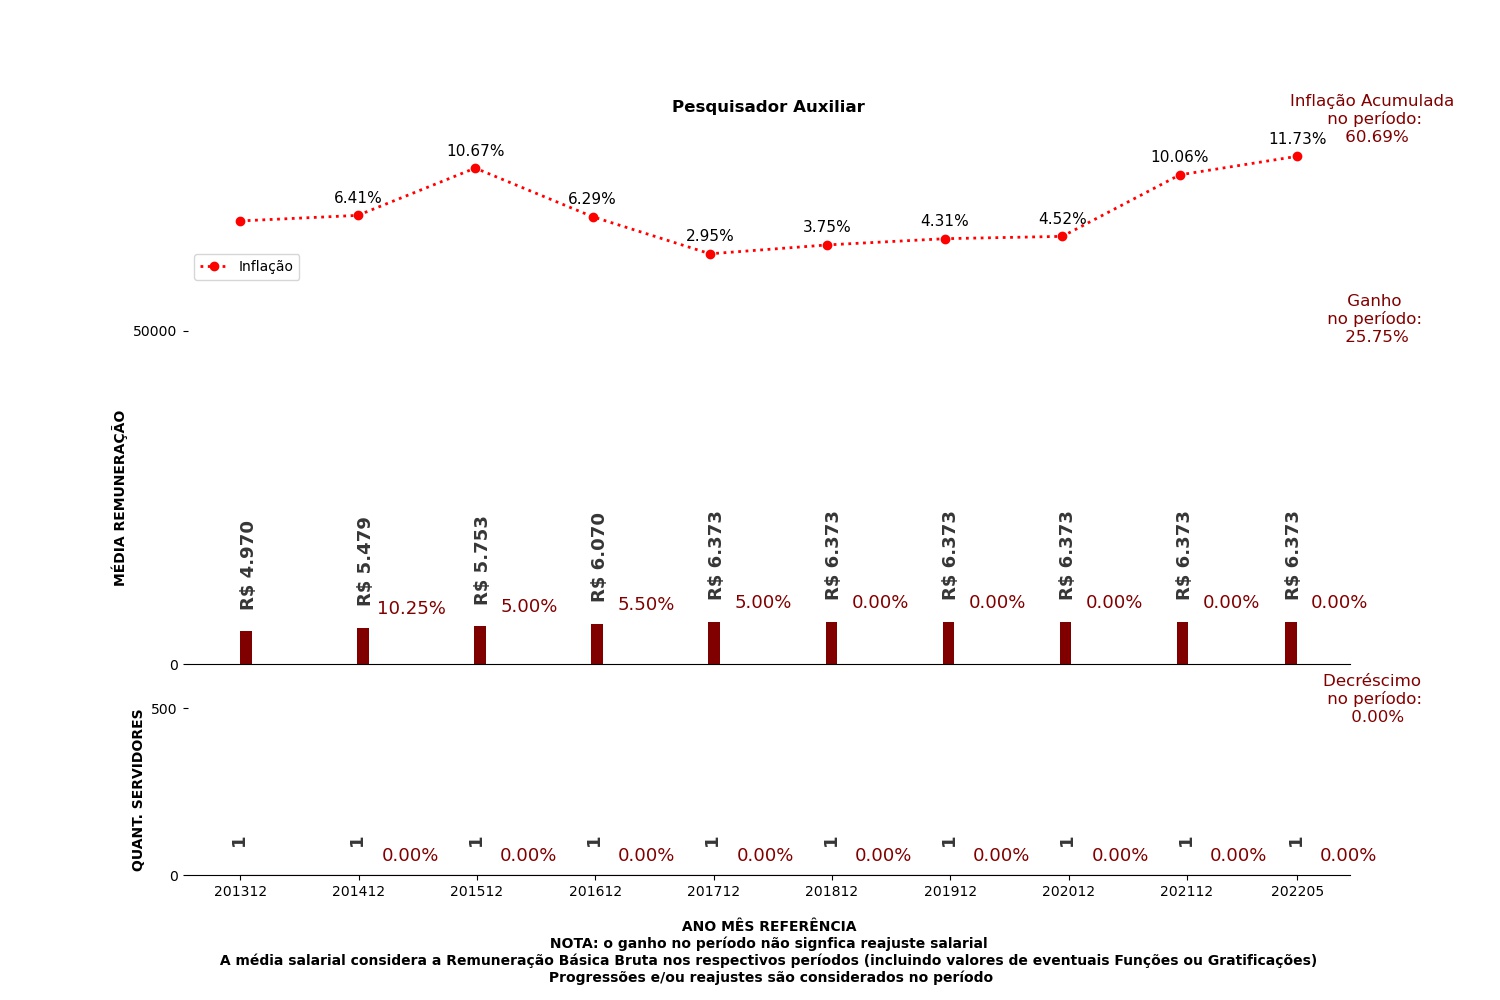 Pesquisador Auxiliar
Inflação Acumulada
no período:
60.69%
6.41%
10.67%
6.29%
2.95%
3.75%
4.31%
4.52%
10.06%
11.73%
Inflação
Ganho
no período:
25.75%
50000
0
MÉDIA REMUNERAÇÃO
R$ 4.970
R$ 5.479
R$ 5.753
R$ 6.070
R$ 6.373
R$ 6.373
R$ 6.373
R$ 6.373
R$ 6.373
R$ 6.373
10.25%
5.00%
5.50%
5.00%
0.00%
0.00%
0.00%
0.00%
0.00%
Decréscimo
no período:
0.00%
500
0
QUANT. SERVIDORES
1
1
1
1
1
1
1
1
1
1
0.00%
0.00%
0.00%
0.00%
0.00%
0.00%
0.00%
0.00%
0.00%
201312
201412
201512
201612
201712
201812
201912
202012
202112
202205
ANO MÊS REFERÊNCIA
NOTA: o ganho no período não signfica reajuste salarial
A média salarial considera a Remuneração Básica Bruta nos respectivos períodos (incluindo valores de eventuais Funções ou Gratificações)
Progressões e/ou reajustes são considerados no período